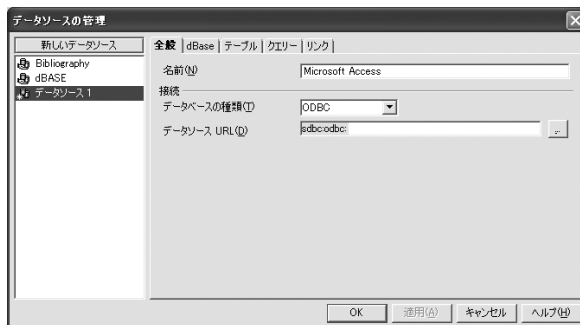 データソースの管理
新しいデータソース
Bibliography
dBASE
データソース 1
全般 dBase テーブル クエリー リンク
名前(N) Microsoft Access
接続
データベースの種類(T) ODBC
データソース URL(D) sdbc:odbc: ...
OK 適用(A) キャンセル ヘルプ(H)